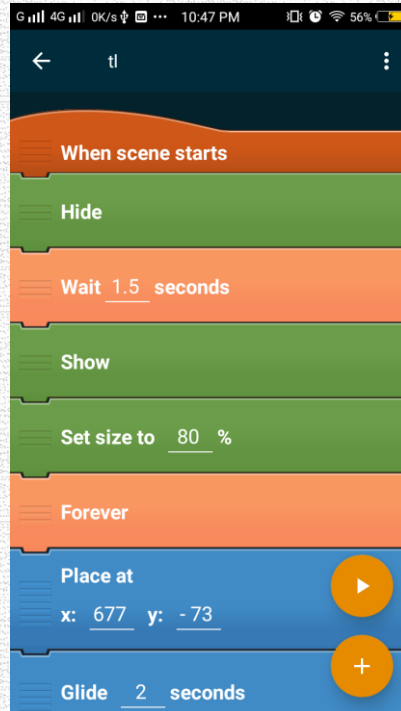 G 4G 0K/s ... 10:47 PM 56%
tl
When scene starts
Hide
Wait 1.5 seconds
Show
Set size to 80 %
Forever
Place at
x: 677 y: - 73
Glide 2 seconds